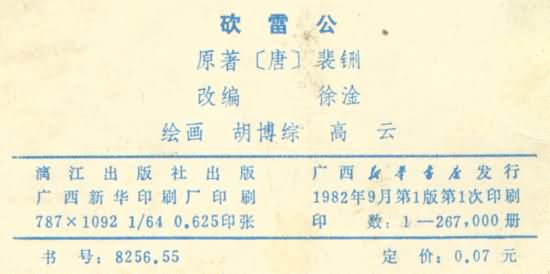 砍雷公
原著〔唐〕裴铏
改编 徐淦
绘画 胡博综 高云
漓江出版社出版
广西新华印刷厂印刷
787×1092 1/64 0.625印张
广西新华书店发行
1982年9月第1版第1次印刷
印 数:1—267,000册
书 号:8256.55 定 价:0.07 元